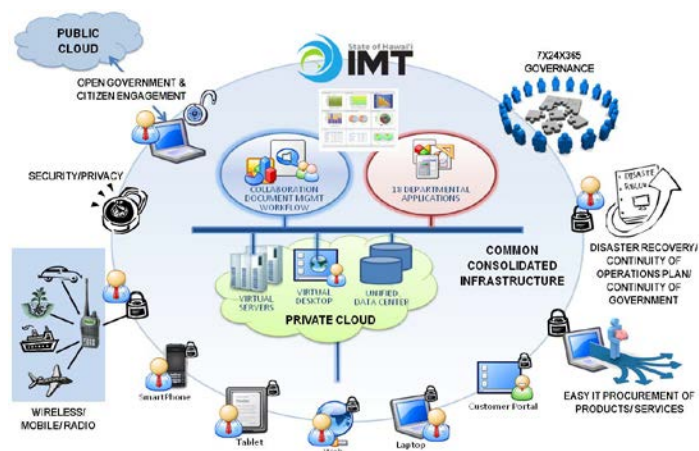 PUBLIC
CLOUD
State of Hawai'i
IMT
7X24X365
GOVERNANCE
OPEN GOVERNMENT &
CITIZEN ENGAGEMENT
SECURITY/PRIVACY
COLLABORATION
DOCUMENT MGMT
WORKFLOW
18 DEPARTMENTAL
APPLICATIONS
DISASTER RECOVERY/
CONTINUITY OF
OPERATIONS PLAN/
CONTINUITY OF
GOVERNMENT
COMMON
CONSOLIDATED
INFRASTRUCTURE
VIRTUAL
SERVERS
VIRTUAL
DESKTOP
UNIFIED
DATA CENTER
PRIVATE CLOUD
WIRELESS/
MOBILE/RADIO
SmartPhone
Tablet
Laptop
Customer Portal
EASY IT PROCUREMENT OF
PRODUCTS/SERVICES